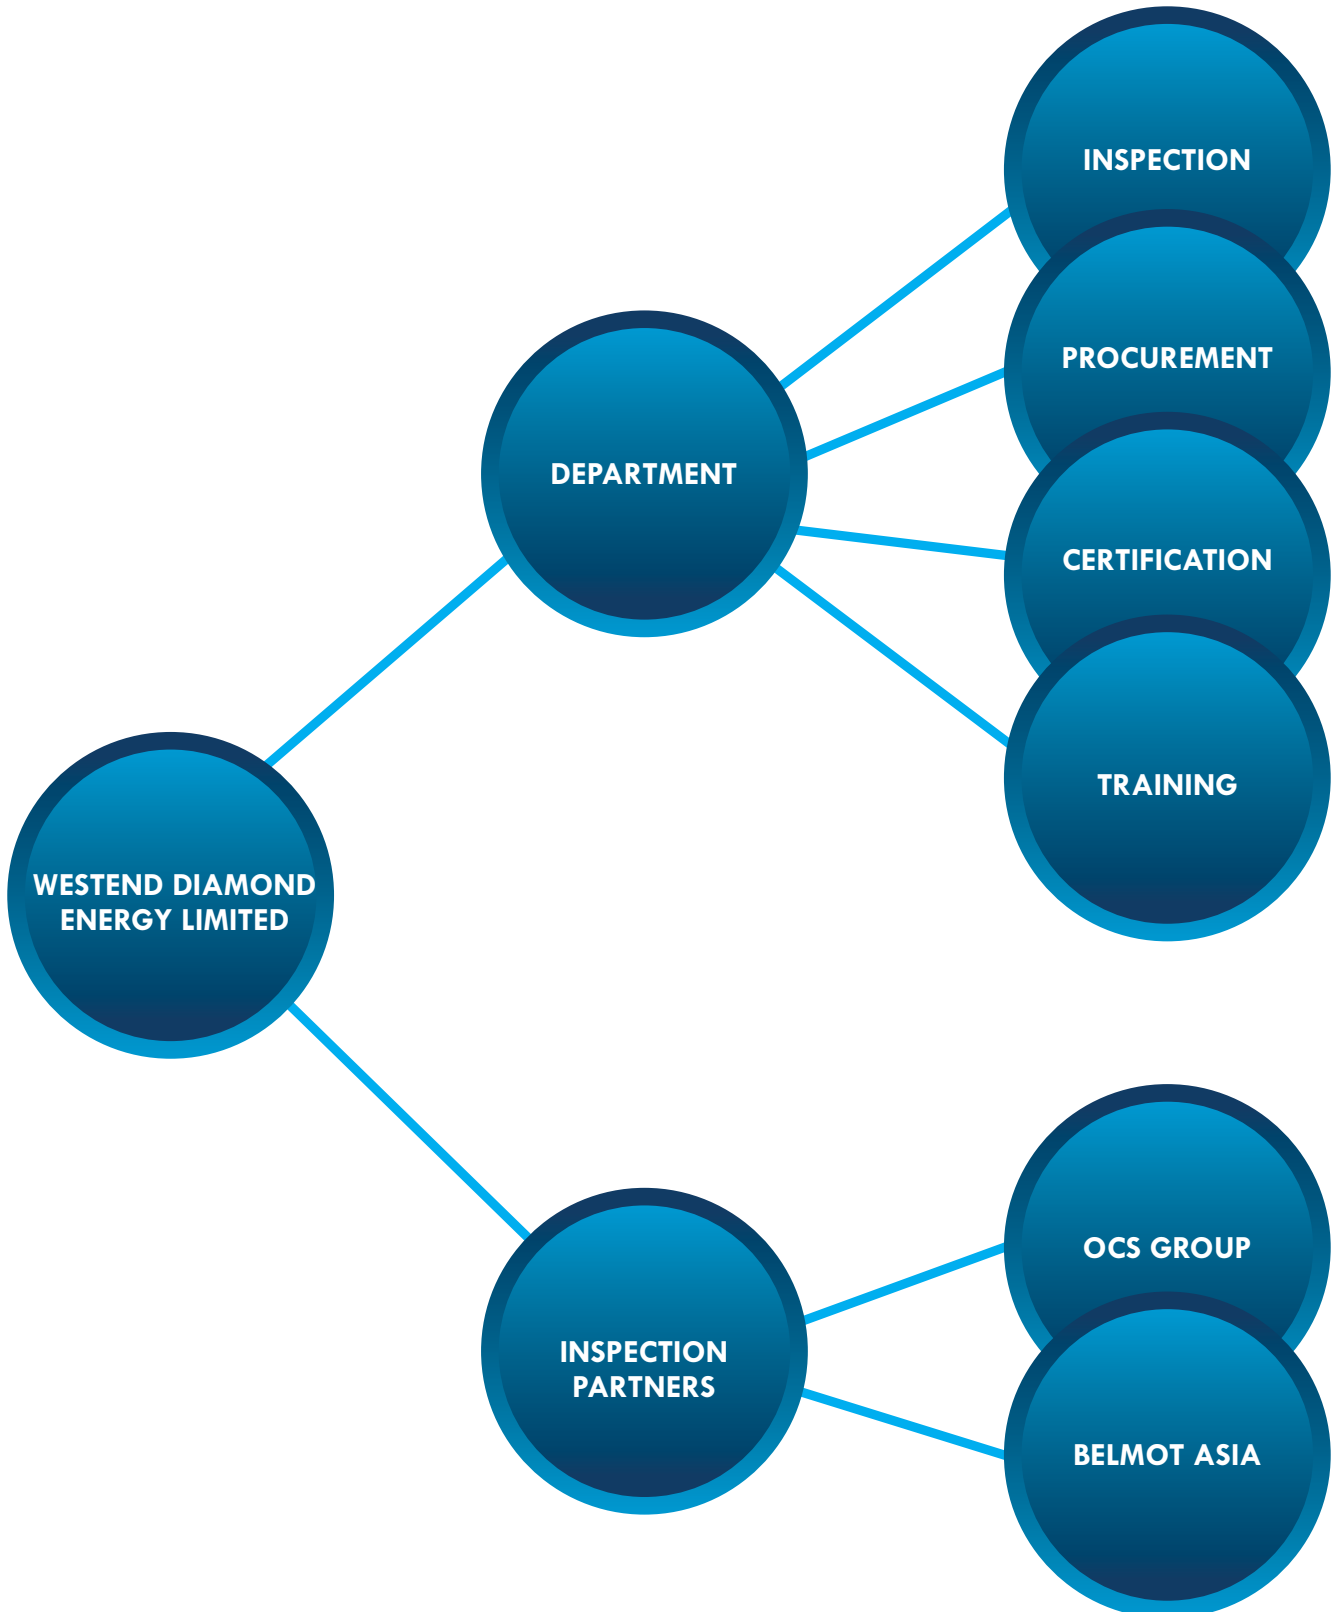 INSPECTION
PROCUREMENT
DEPARTMENT
CERTIFICATION
TRAINING
WESTEND DIAMOND
ENERGY LIMITED
OCS GROUP
INSPECTION
PARTNERS
BELMOT ASIA